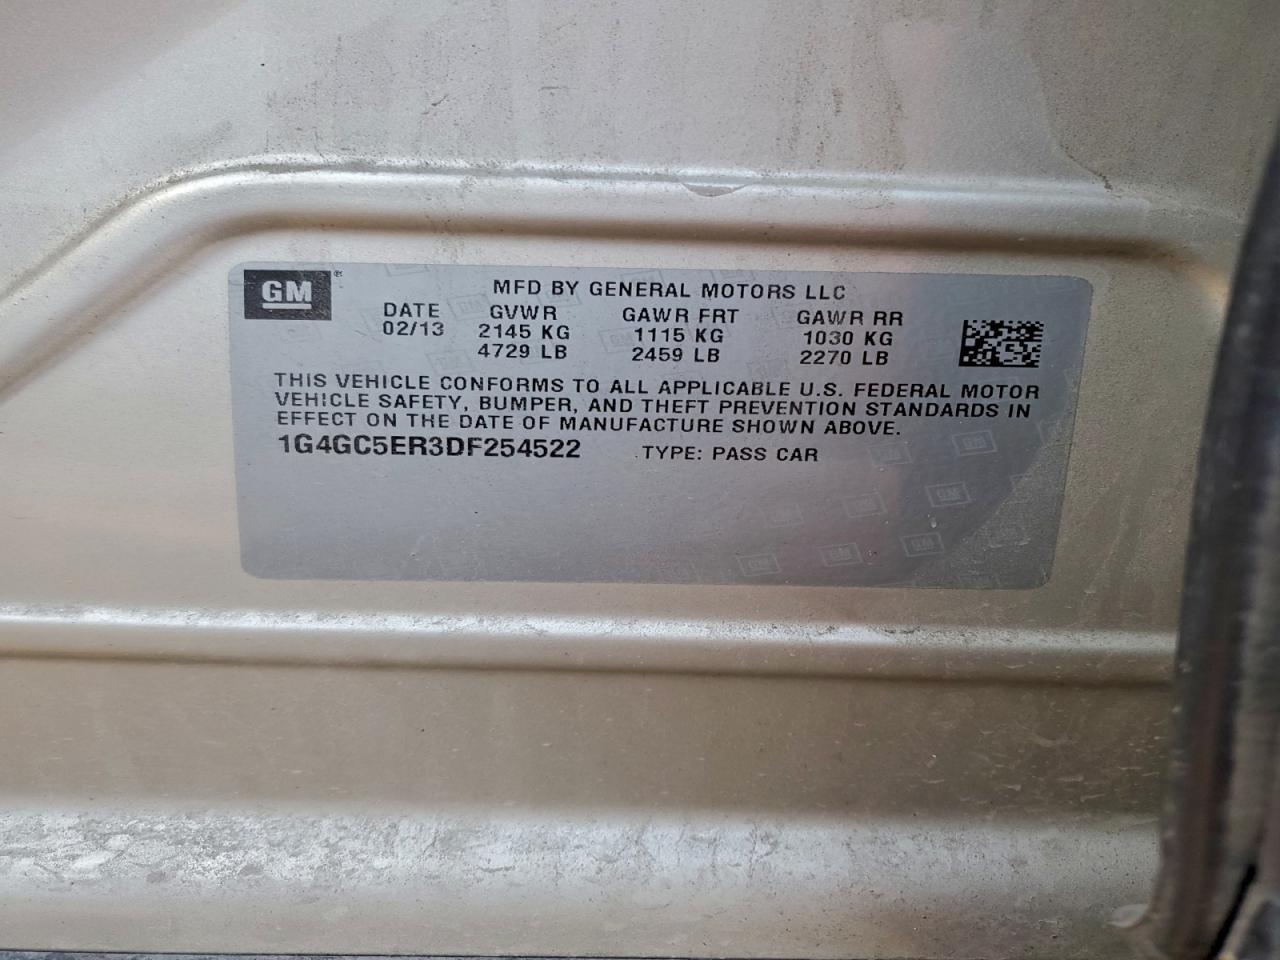 GM®
MFD BY GENERAL MOTORS LLC
DATE GVWR GAWR FRT GAWR RR
02/13 2145 KG 1115 KG 1030 KG
4729 LB 2459 LB 2270 LB
THIS VEHICLE CONFORMS TO ALL APPLICABLE U.S. FEDERAL MOTOR
VEHICLE SAFETY, BUMPER, AND THEFT PREVENTION STANDARDS IN
EFFECT ON THE DATE OF MANUFACTURE SHOWN ABOVE.
1G4GC5ER3DF254522 TYPE: PASS CAR